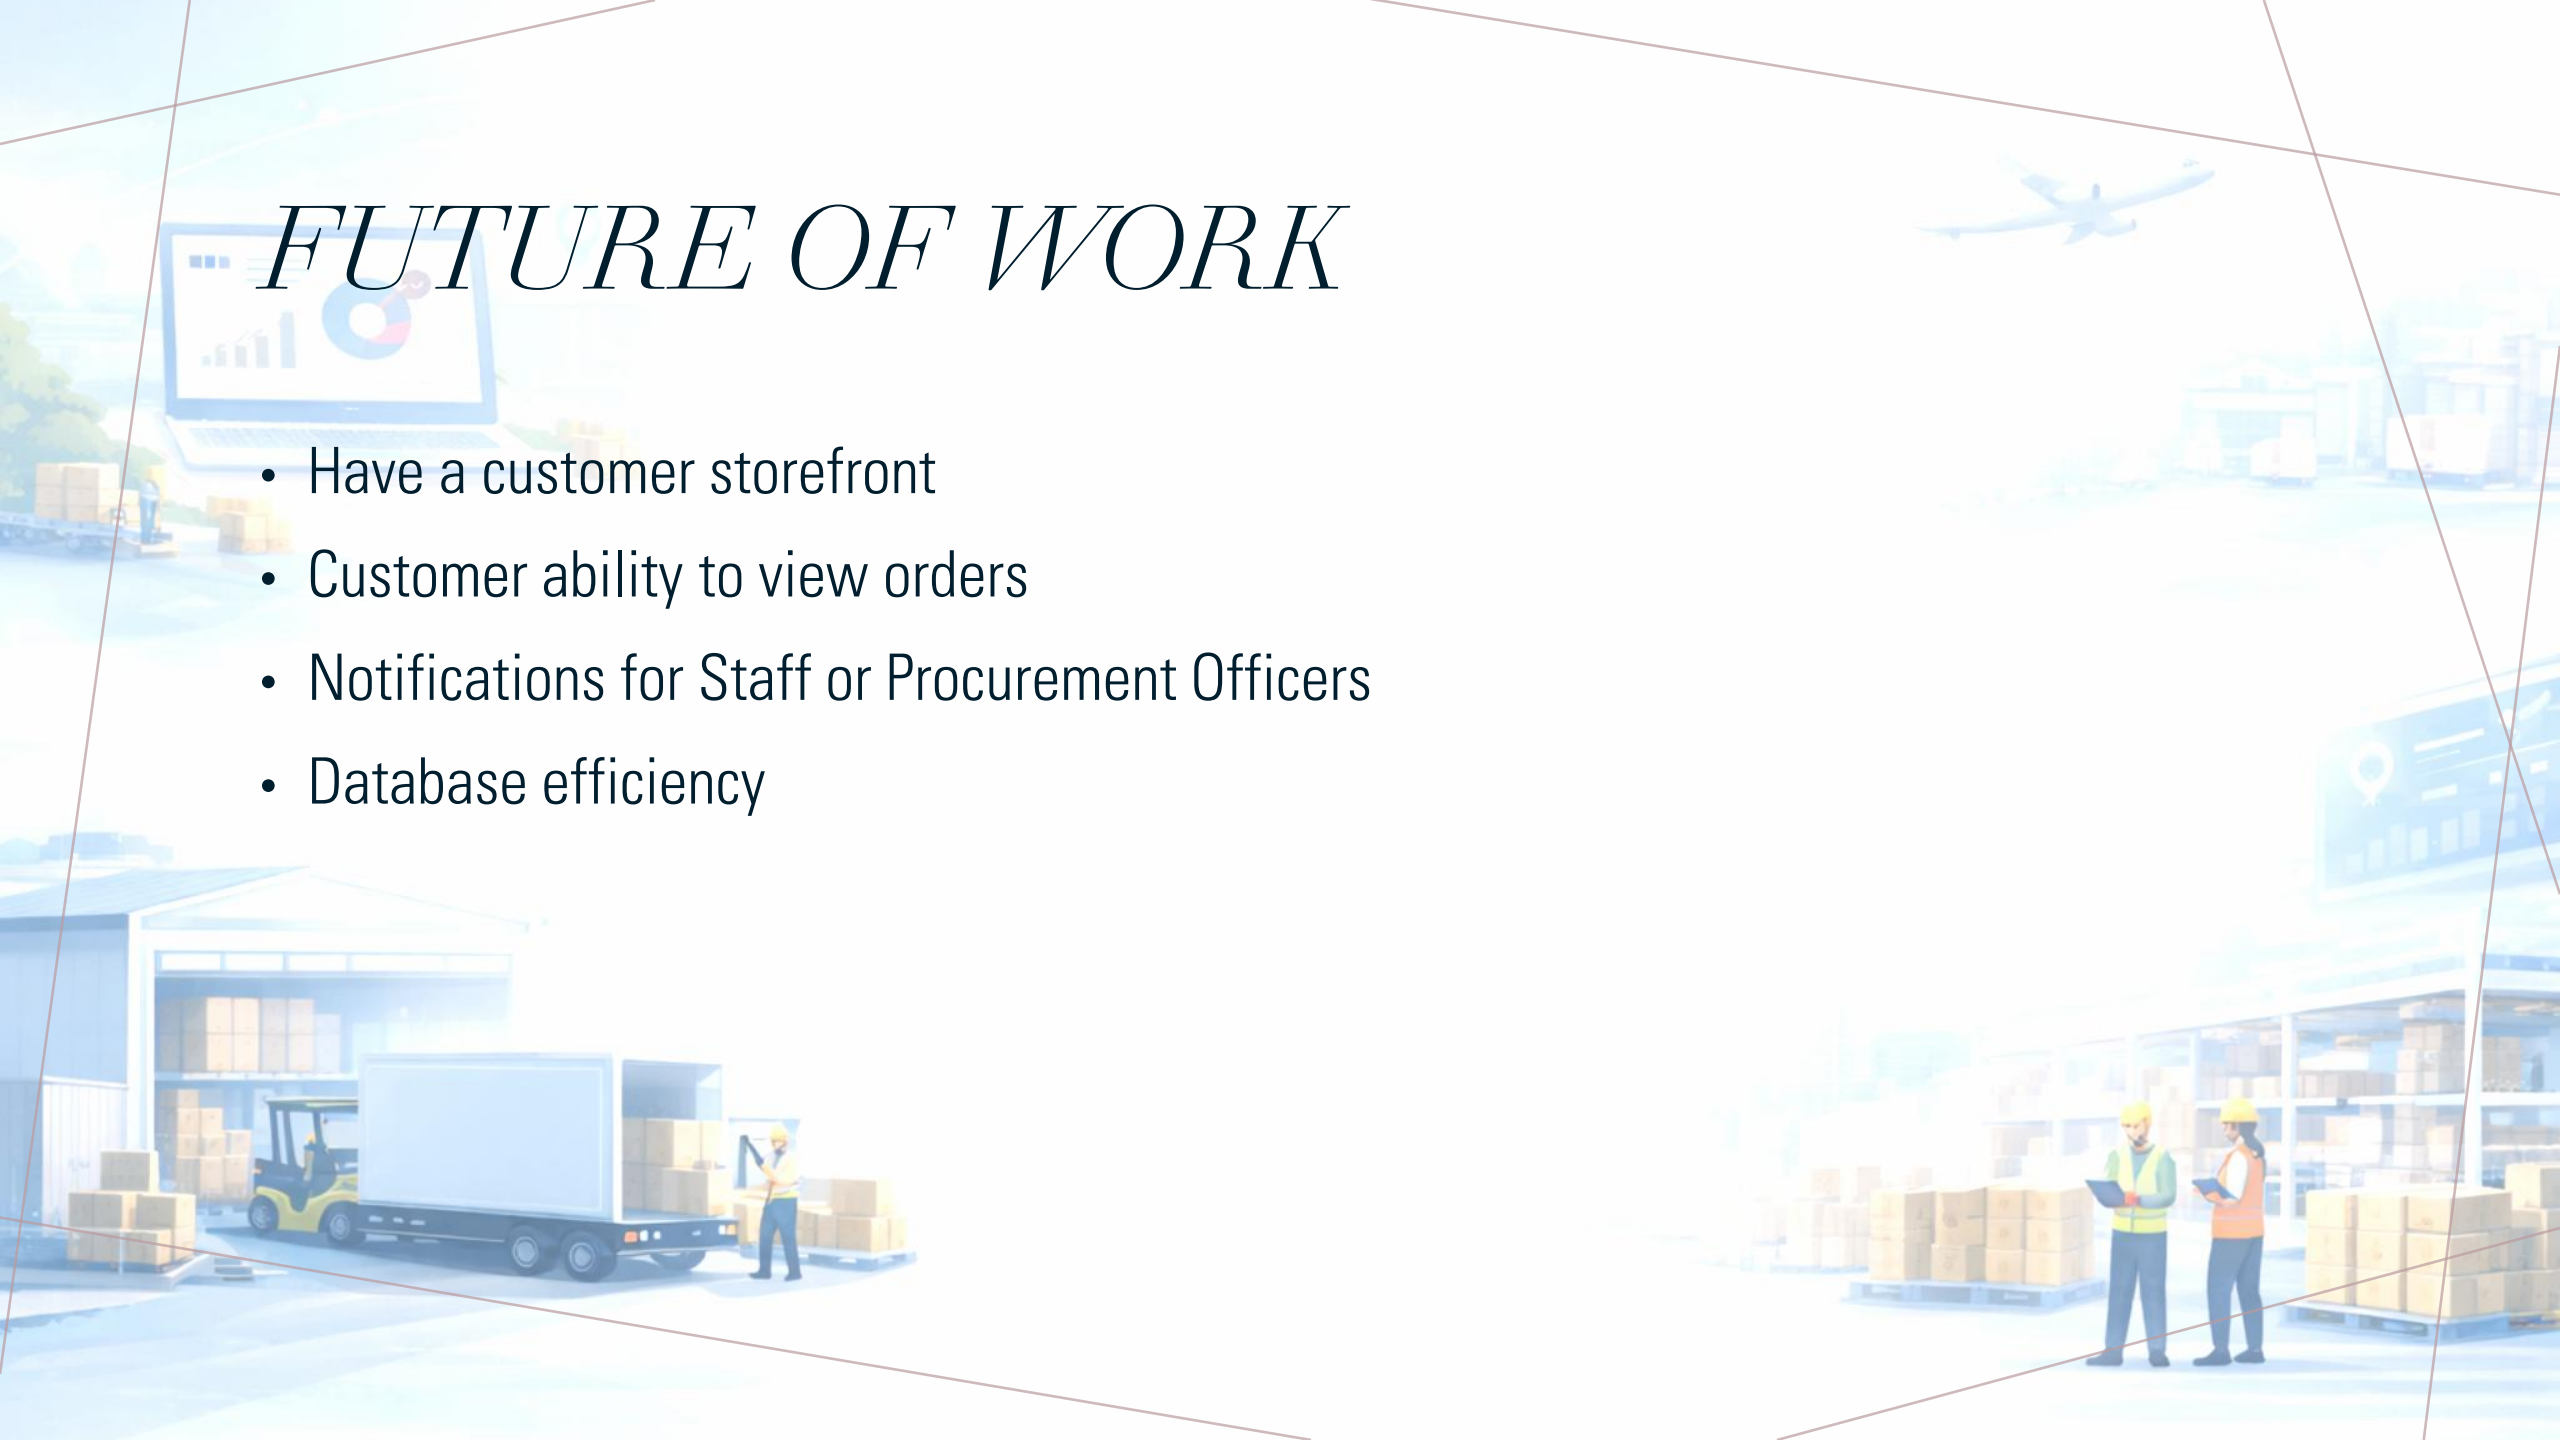 FUTURE OF WORK
• Have a customer storefront
• Customer ability to view orders
• Notifications for Staff or Procurement Officers
• Database efficiency